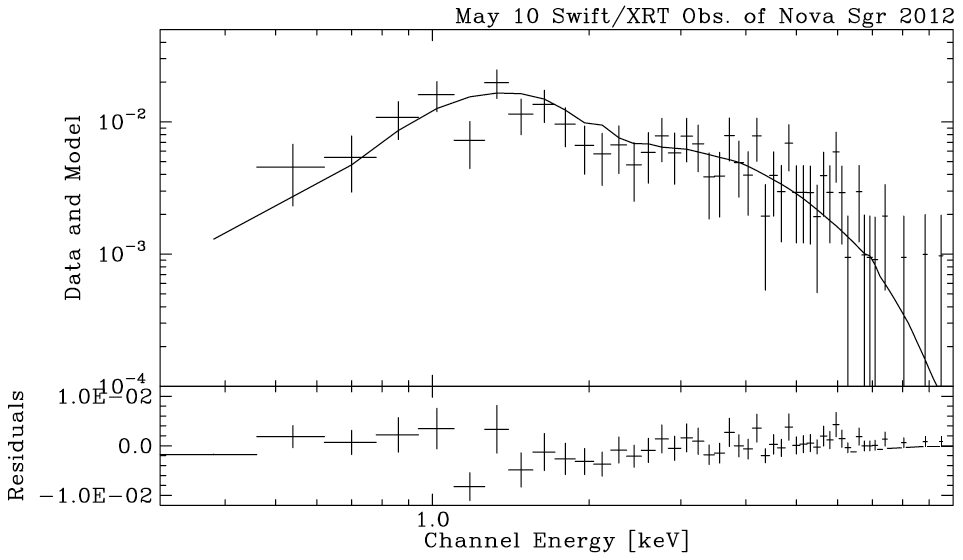 May 10 Swift/XRT Obs. of Nova Sgr 2012
Data and Model
10⁻²
10⁻³
10⁻⁴
Residuals
1.0E−02
0.0
−1.0E−02
1.0
Channel Energy [keV]